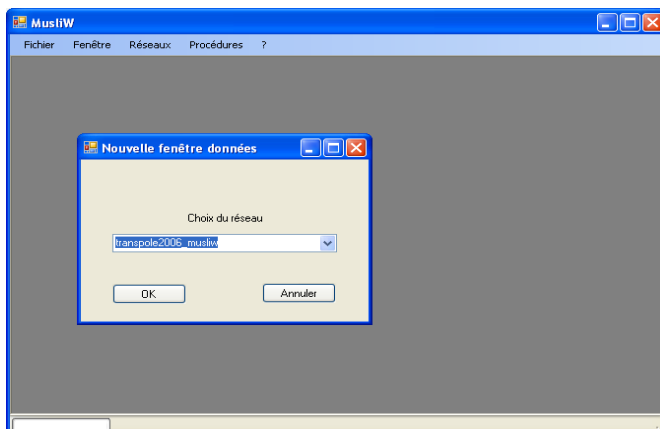 MusliW
Fichier Fenêtre Réseaux Procédures ?
Nouvelle fenêtre données
Choix du réseau
transpole2006_musliw
OK Annuler